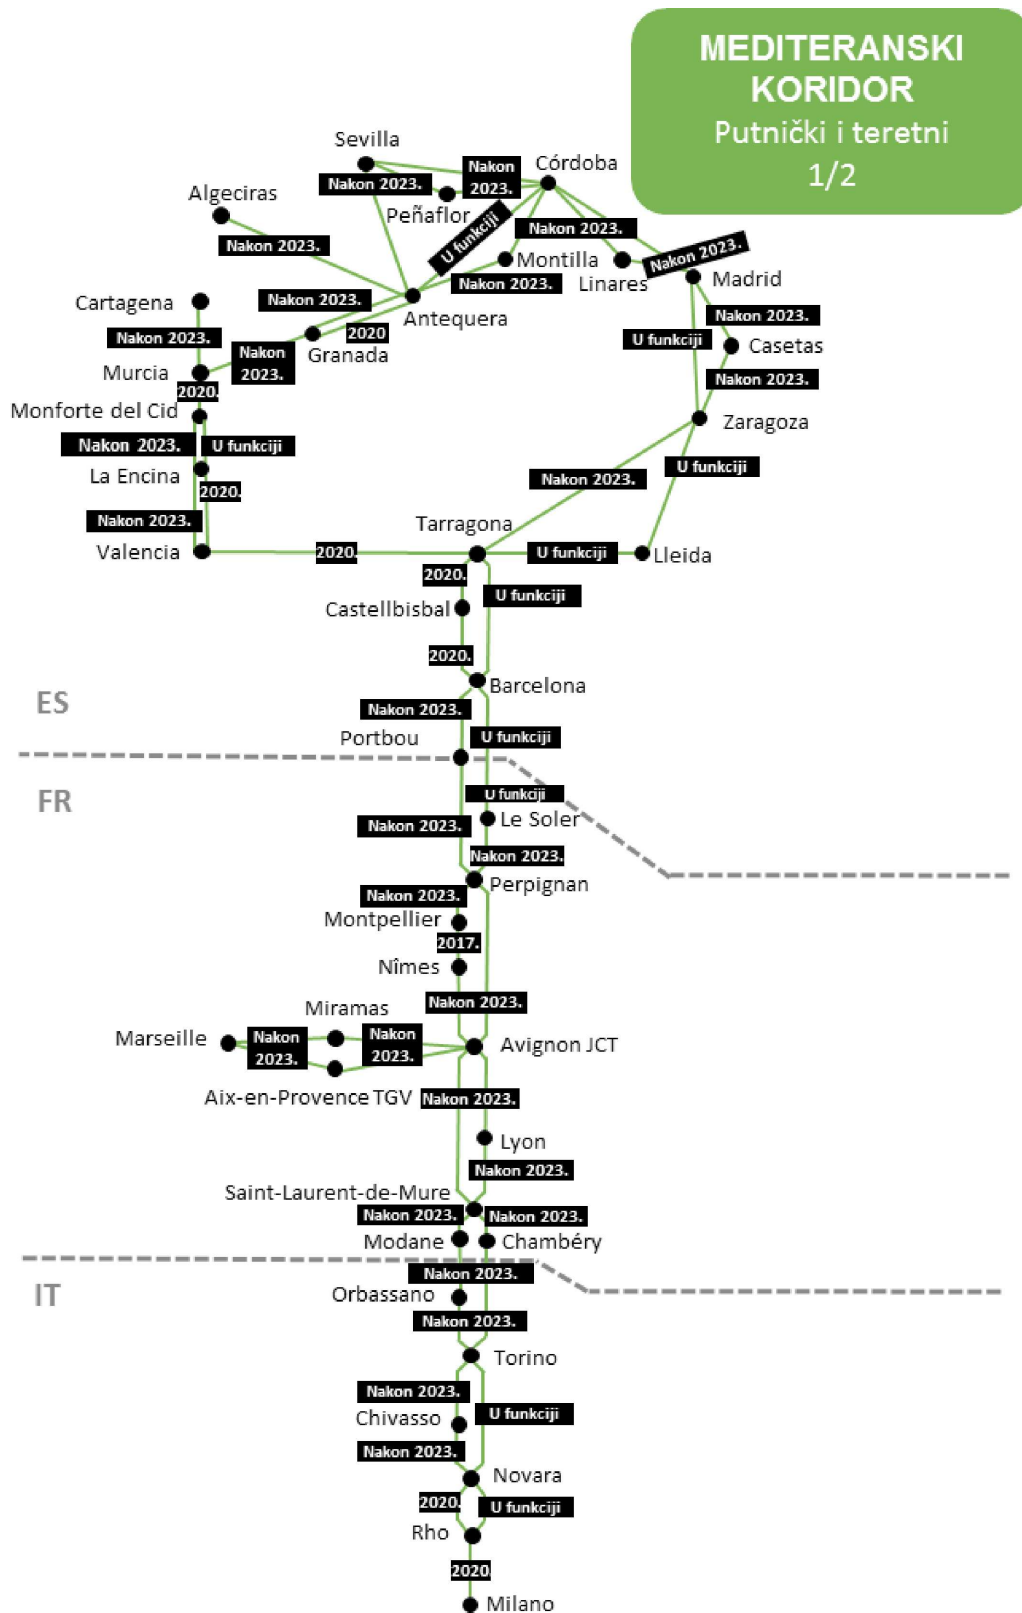 MEDITERANSKI
KORIDOR
Putnički i teretni
1/2
Sevilla
Córdoba
Nakon
2023.
Nakon 2023.
Algeciras
Peñaflor
U funkciji
Nakon 2023.
Nakon 2023.
Nakon 2023.
Montilla
Linares
Madrid
Nakon 2023.
Cartagena
Nakon 2023.
Antequera
Nakon 2023.
2020
Nakon 2023.
U funkciji
Granada
Casetas
Nakon
2023.
Murcia
Nakon 2023.
2020.
Monforte del Cid
Zaragoza
Nakon 2023.
U funkciji
La Encina
U funkciji
Nakon 2023.
2020.
Nakon 2023.
Tarragona
Valencia
2020.
U funkciji
Lleida
2020.
U funkciji
Castellbisbal
2020.
Barcelona
ES
Nakon 2023.
Portbou
U funkciji
FR
U funkciji
Le Soler
Nakon 2023.
Nakon 2023.
Perpignan
Nakon 2023.
Montpellier
2017.
Nîmes
Nakon 2023.
Miramas
Marseille
Nakon
2023.
Nakon
2023.
Avignon JCT
Aix-en-Provence TGV
Nakon 2023.
Lyon
Nakon 2023.
Saint-Laurent-de-Mure
Nakon 2023.
Nakon 2023.
Modane
Chambéry
Nakon 2023.
IT
Orbassano
Nakon 2023.
Torino
Nakon 2023.
U funkciji
Chivasso
Nakon 2023.
Novara
2020.
U funkciji
Rho
2020.
Milano